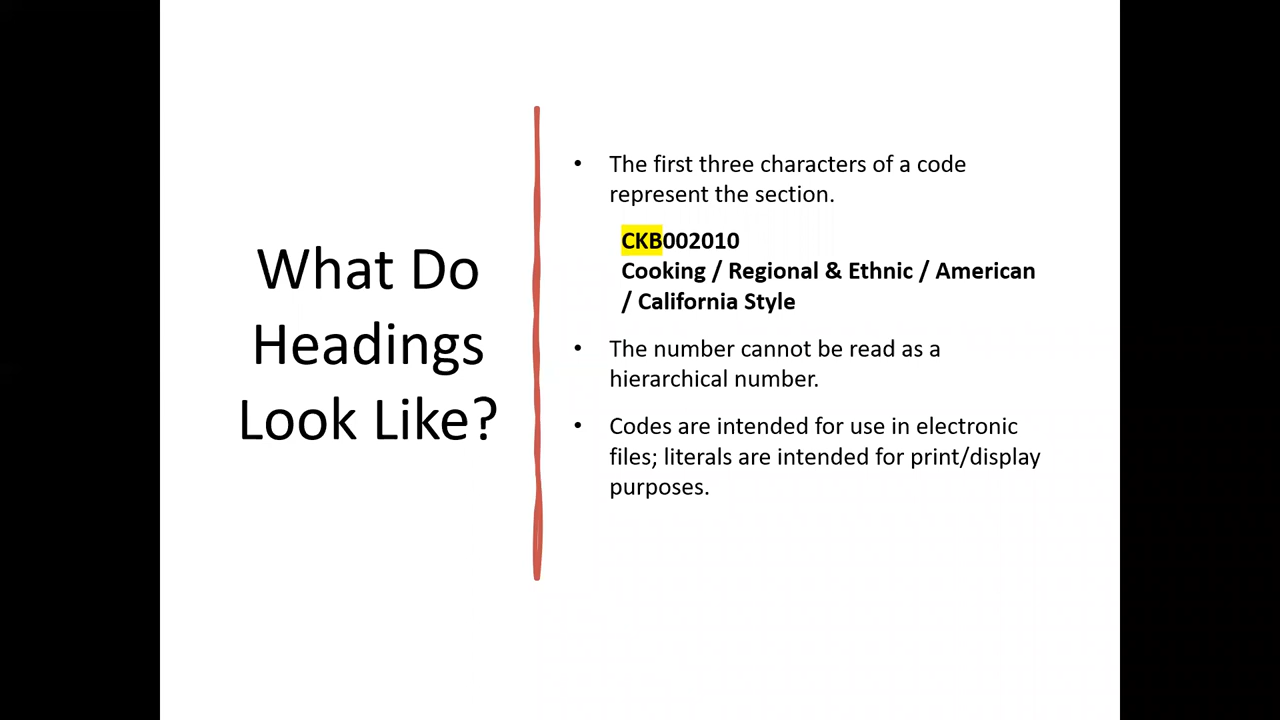 What Do
Headings
Look Like?
• The first three characters of a code
represent the section.
CKB002010
Cooking / Regional & Ethnic / American
/ California Style
• The number cannot be read as a
hierarchical number.
• Codes are intended for use in electronic
files; literals are intended for print/display
purposes.